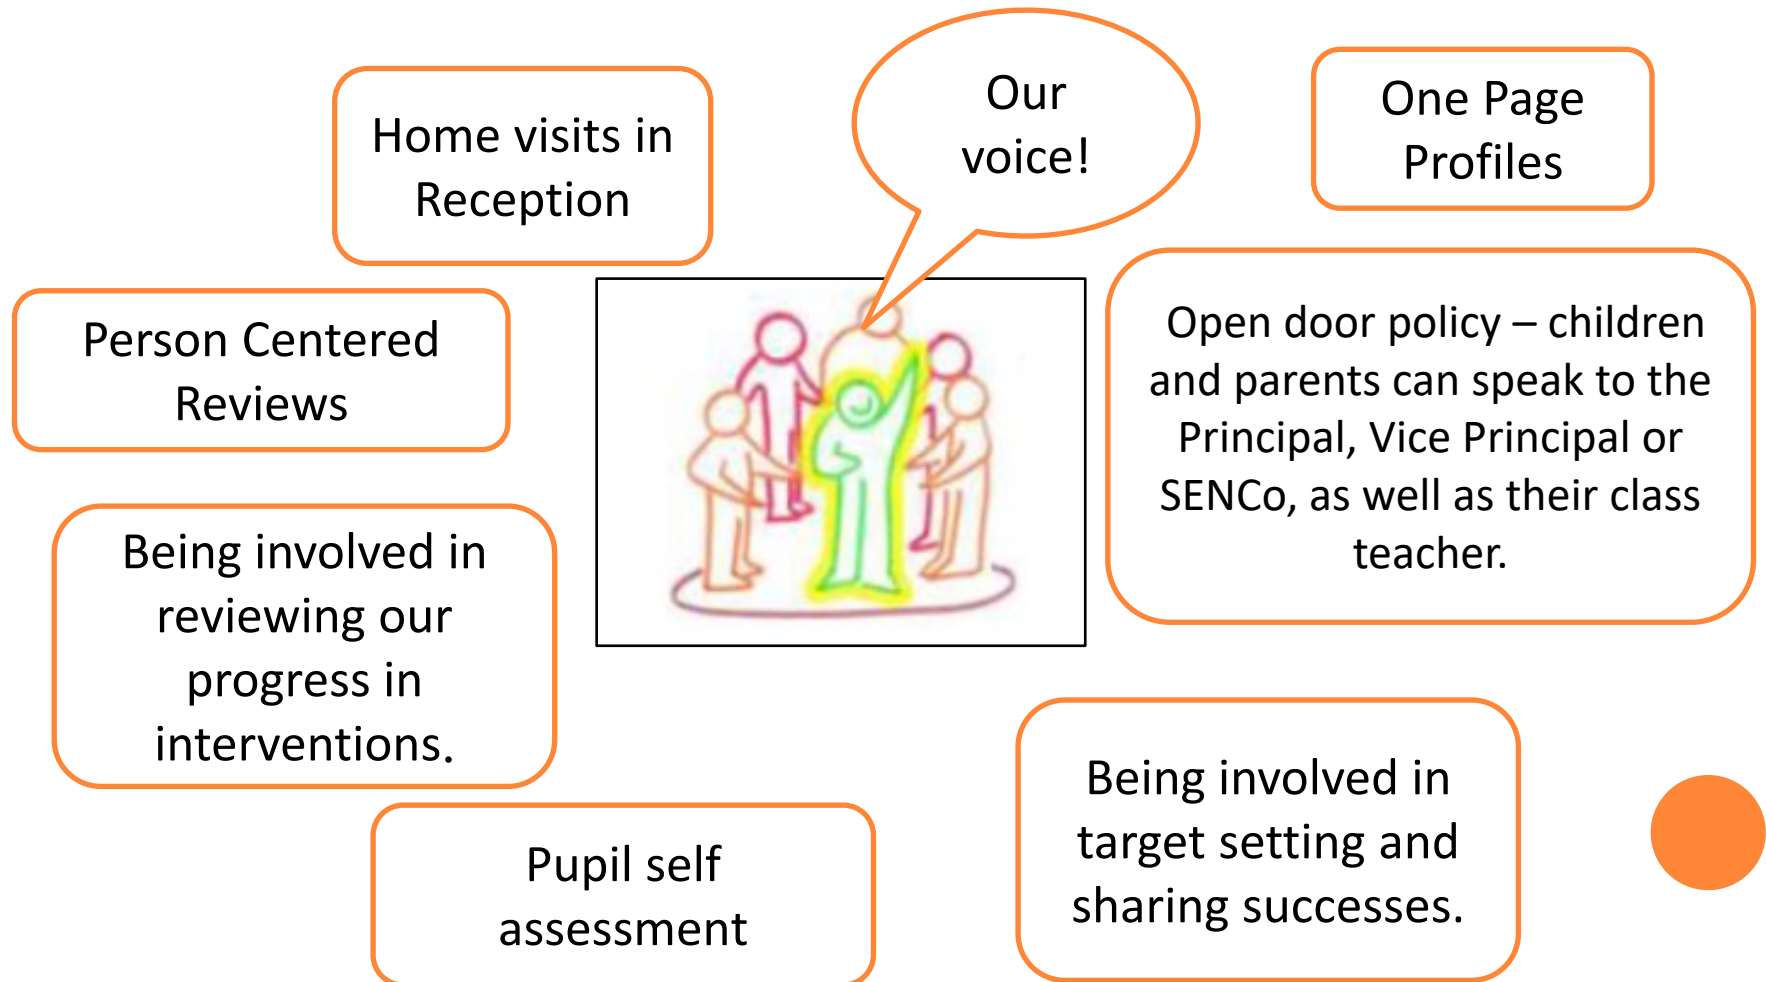 Our
voice!
One Page
Profiles
Home visits in
Reception
Person Centered
Reviews
Open door policy – children
and parents can speak to the
Principal, Vice Principal or
SENCo, as well as their class
teacher.
Being involved in
reviewing our
progress in
interventions.
Being involved in
target setting and
sharing successes.
Pupil self
assessment